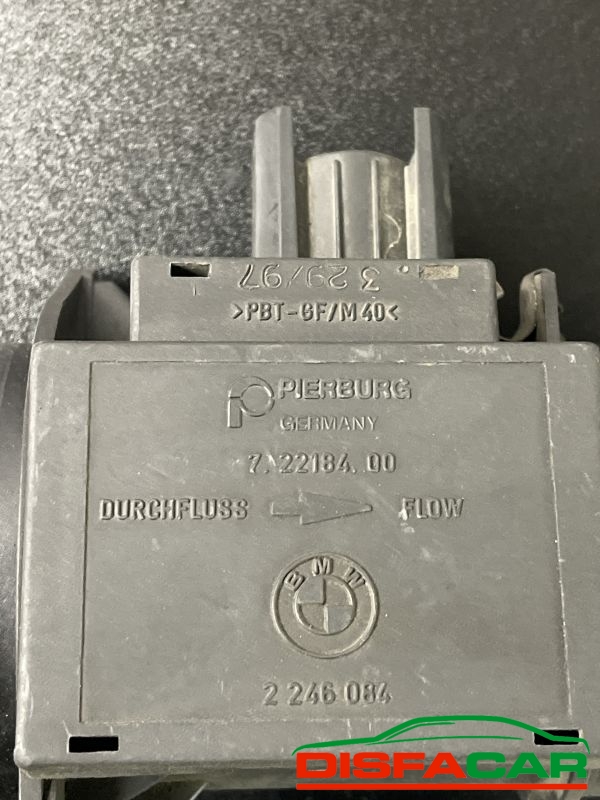 3 29/97
>PBT-GF/M40<
PIERBURG
GERMANY
7.22184.00
DURCHFLUSS FLOW
BMW
2 246 084
DISFACAR